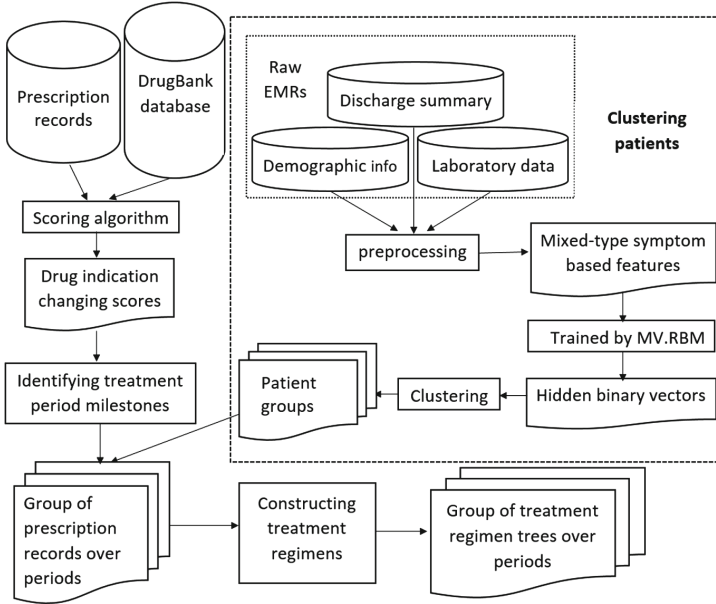 Prescription
records
DrugBank
database
Scoring algorithm
Drug indication
changing scores
Identifying treatment
period milestones
Raw
EMRs
Discharge summary
Demographic info
Laboratory data
Clustering
patients
preprocessing
Mixed-type symptom
based features
Trained by MV.RBM
Hidden binary vectors
Clustering
Patient
groups
Group of
prescription
records over
periods
Constructing
treatment
regimens
Group of treatment
regimen trees over
periods